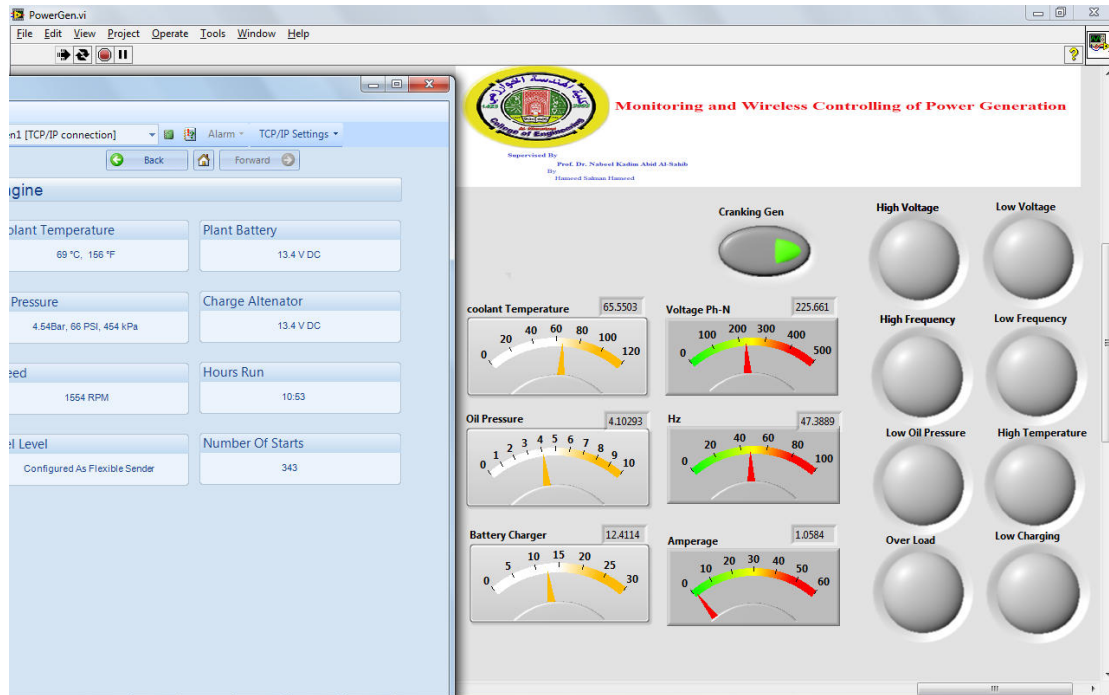 PowerGen.vi
File Edit View Project Operate Tools Window Help
en1 [TCP/IP connection] Alarm TCP/IP Settings
Back Forward
gine
olant Temperature
69 °C, 156 °F
Plant Battery
13.4 V DC
Pressure
4.54Bar, 66 PSI, 454 kPa
Charge Altenator
13.4 V DC
eed
1554 RPM
Hours Run
10:53
el Level
Configured As Flexible Sender
Number Of Starts
343
College of Engineering
Monitoring and Wireless Controlling of Power Generation
Supervised By
Prof. Dr. Nabeel Kadim Abid Al-Sahib
By
Hameed Salman Hameed
Cranking Gen
High Voltage
Low Voltage
coolant Temperature 65.5503
0 20 40 60 80 100 120
Voltage Ph-N 225.661
0 100 200 300 400 500
High Frequency
Low Frequency
Oil Pressure 4.10293
0 1 2 3 4 5 6 7 8 9 10
Hz 47.3889
0 20 40 60 80 100
Low Oil Pressure
High Temperature
Battery Charger 12.4114
0 5 10 15 20 25 30
Amperage 1.0584
0 10 20 30 40 50 60
Over Load
Low Charging